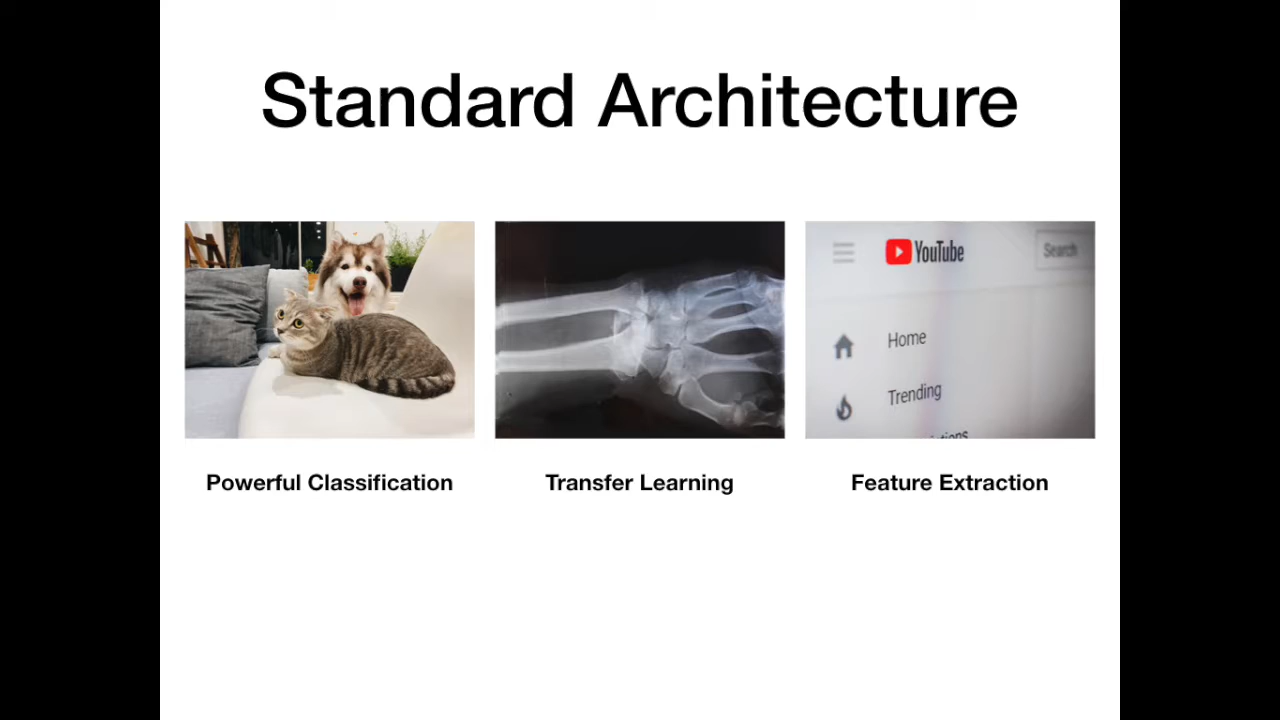 Standard Architecture
YouTube
Search
Home
Trending
Powerful Classification
Transfer Learning
Feature Extraction